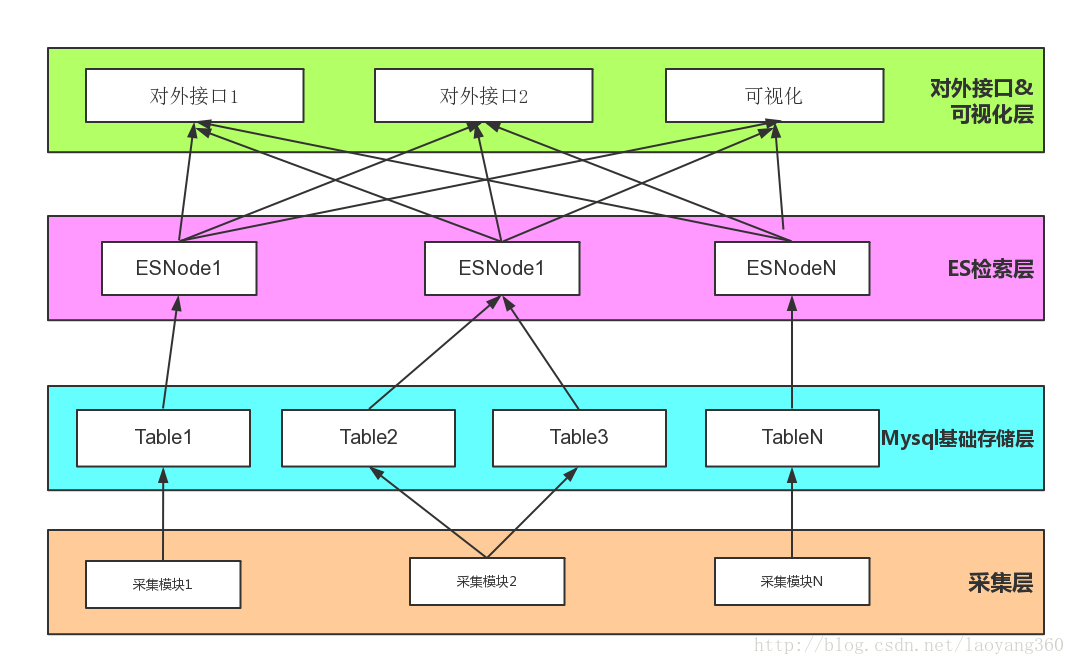 对外接口1
对外接口2
可视化
对外接口&
可视化层
ESNode1
ESNode1
ESNodeN
ES检索层
Table1
Table2
Table3
TableN
Mysql基础存储层
采集模块1
采集模块2
采集模块N
采集层
http://blog.csdn.net/laoyang360